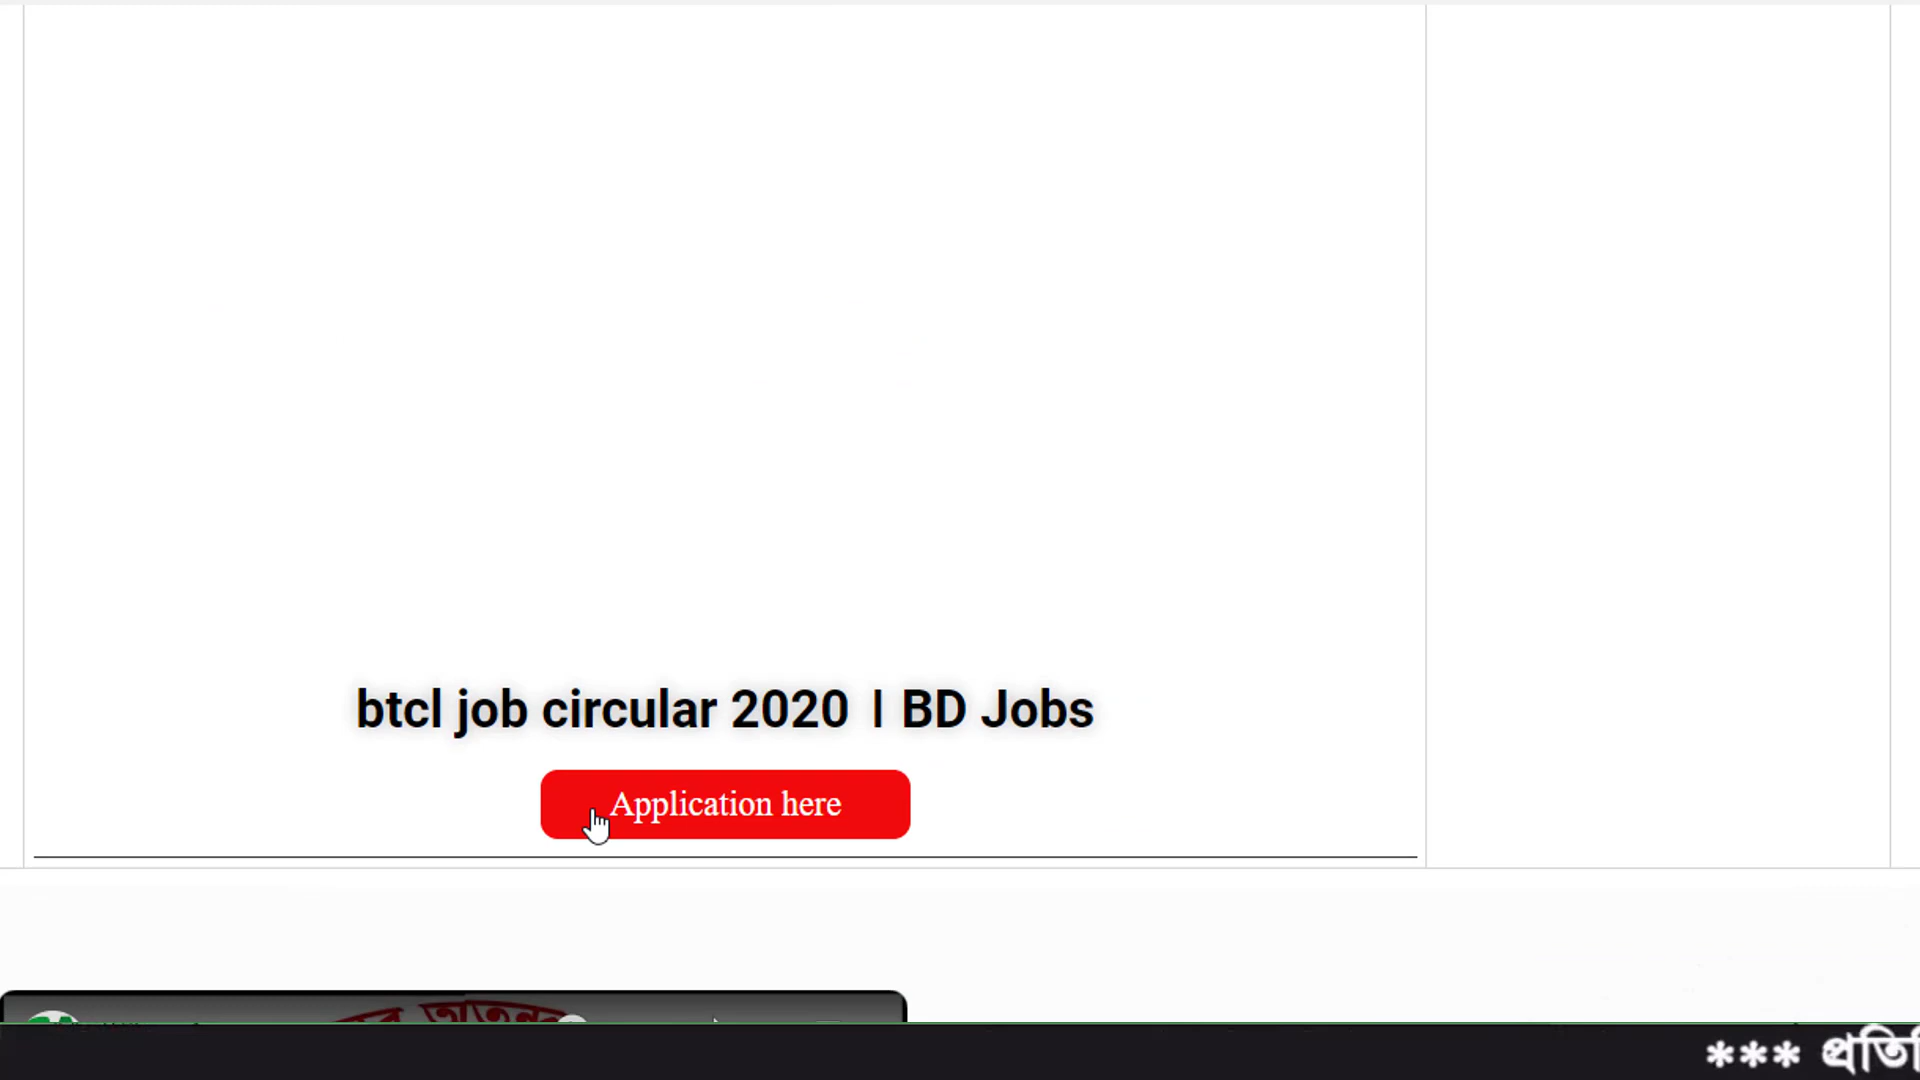 btcl job circular 2020 । BD Jobs
Application here
***